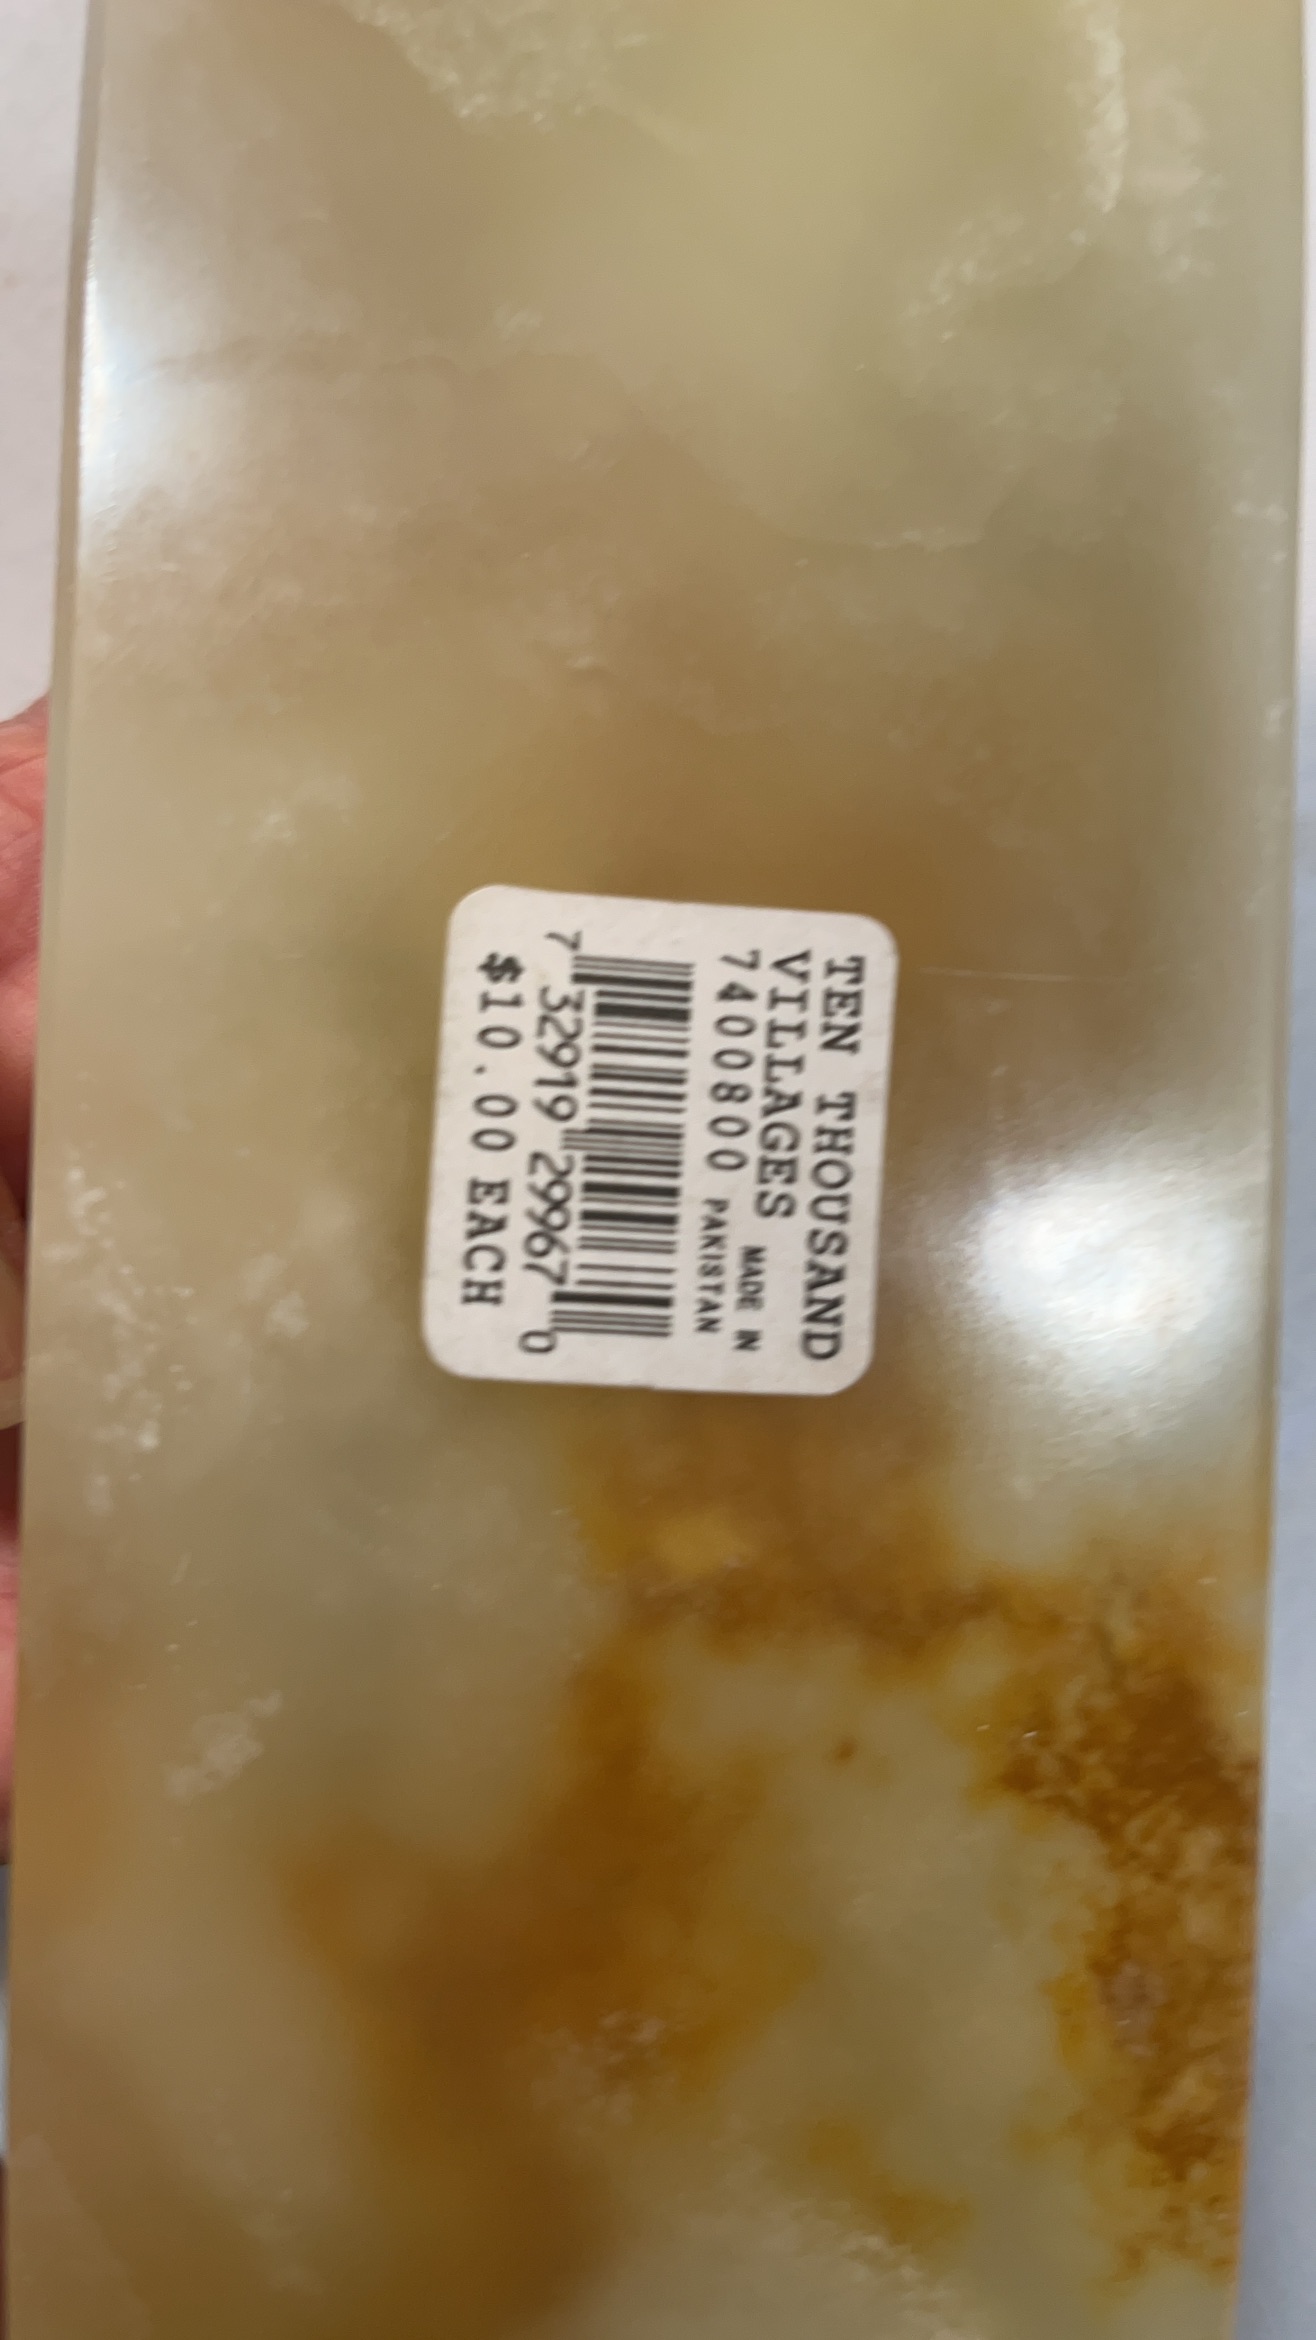 TEN THOUSAND
VILLAGES MADE IN
7400800 PAKISTAN
7 32919 29967 0
$10.00 EACH